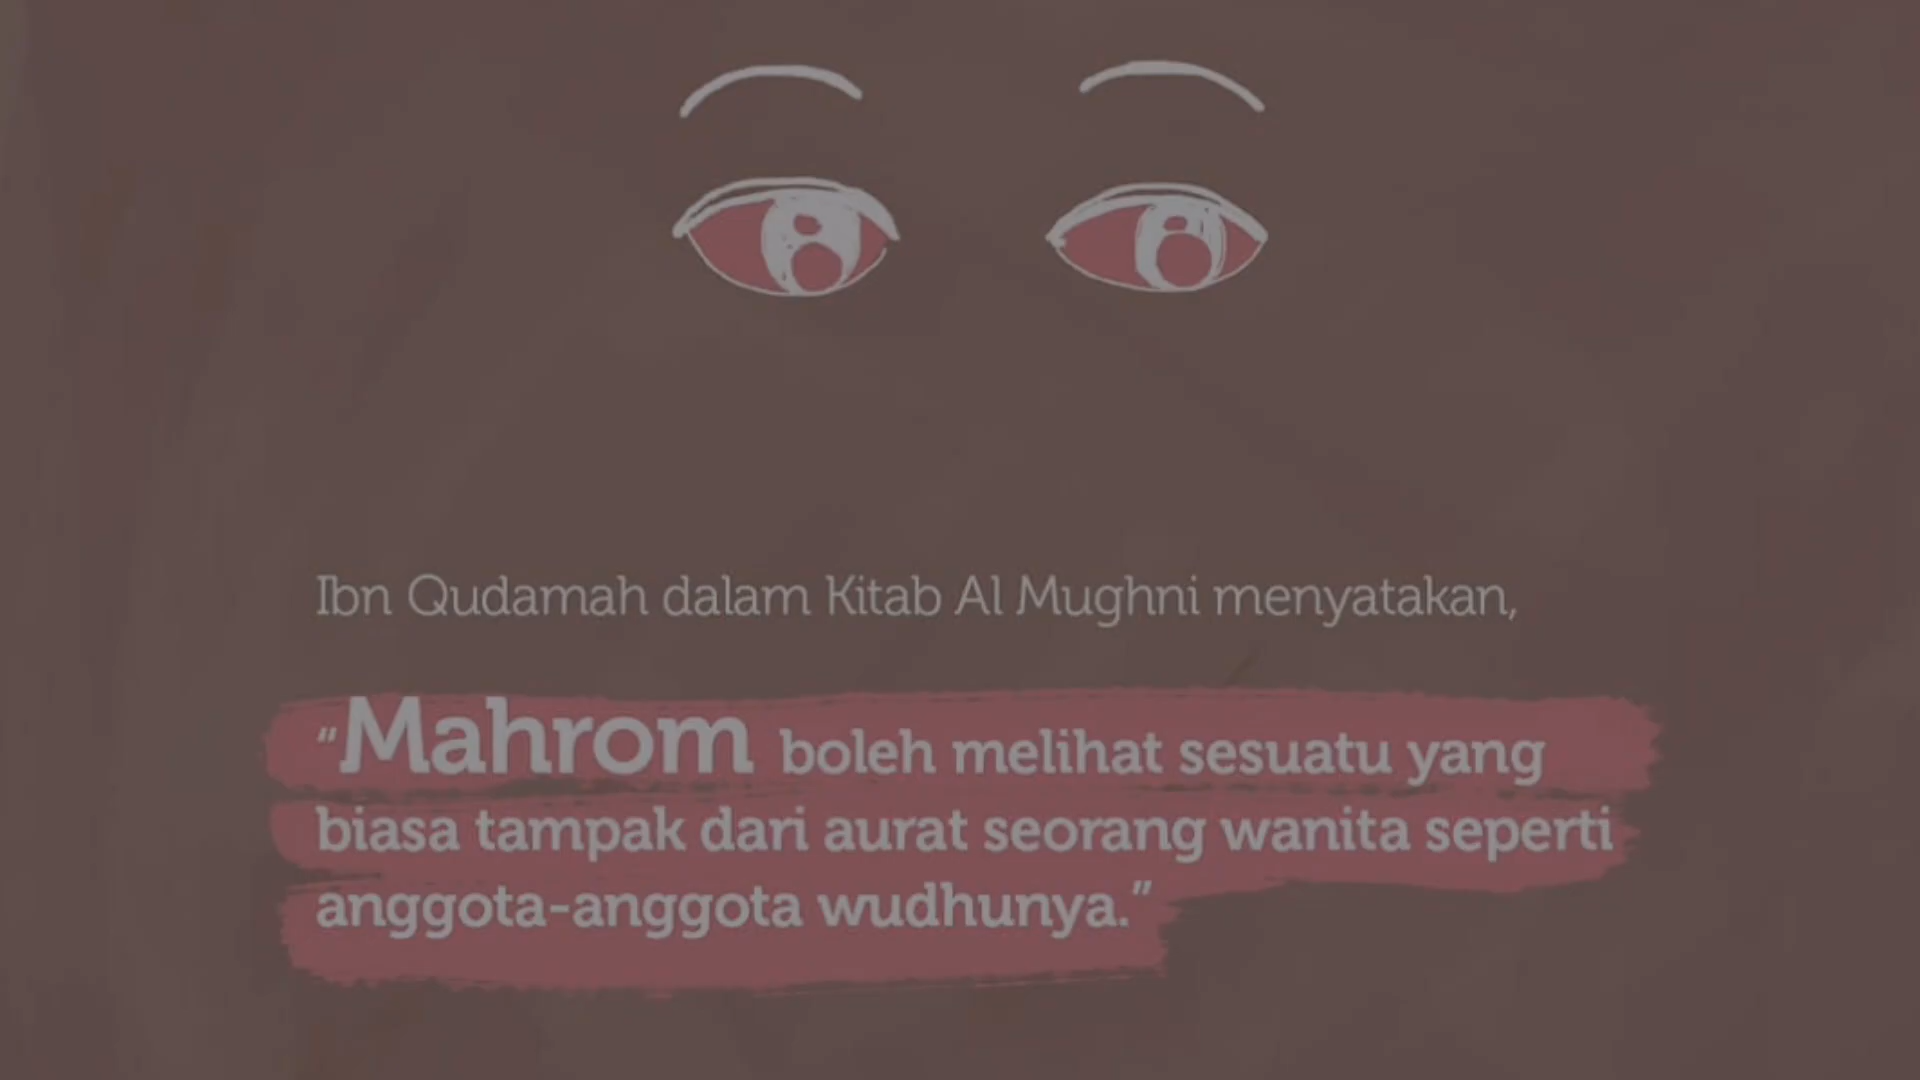 Ibn Qudamah dalam Kitab Al Mughni menyatakan,
“Mahrom boleh melihat sesuatu yang
biasa tampak dari aurat seorang wanita seperti
anggota-anggota wudhunya.”